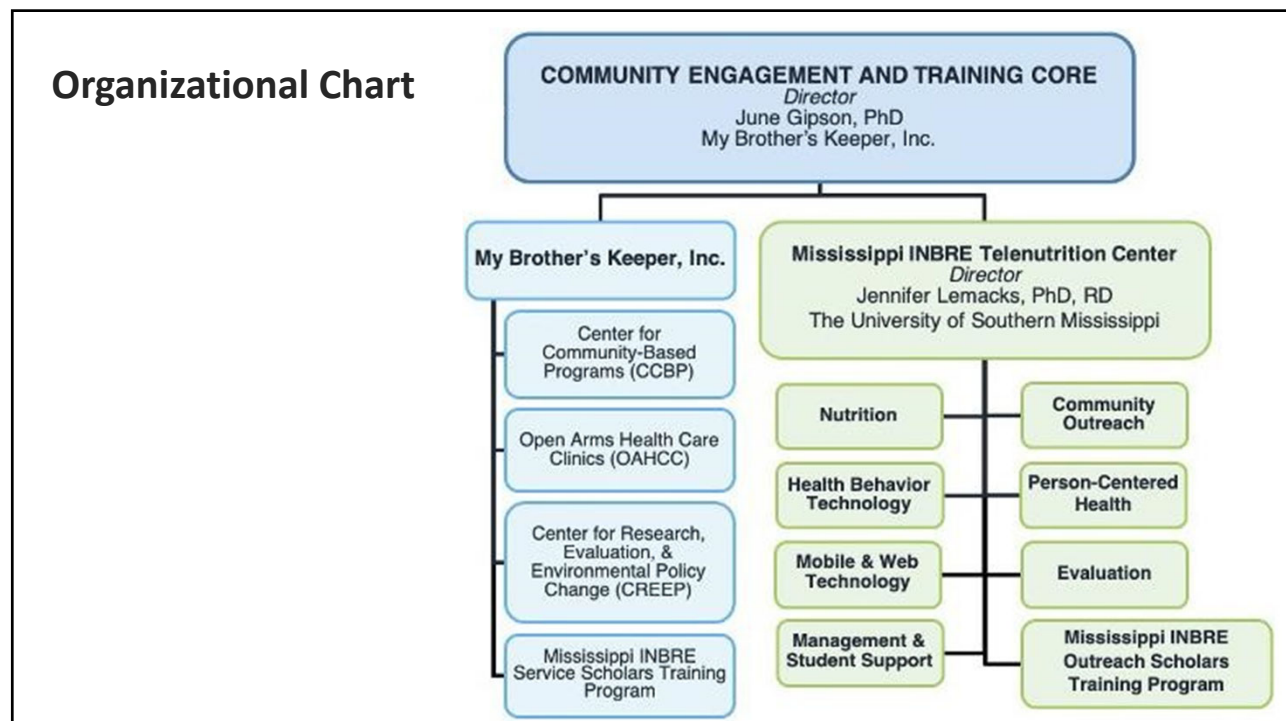 Organizational Chart
COMMUNITY ENGAGEMENT AND TRAINING CORE
Director
June Gipson, PhD
My Brother's Keeper, Inc.
My Brother's Keeper, Inc.
Center for
Community-Based
Programs (CCBP)
Open Arms Health Care
Clinics (OAHCC)
Center for Research,
Evaluation, &
Environmental Policy
Change (CREEP)
Mississippi INBRE
Service Scholars Training
Program
Mississippi INBRE Telenutrition Center
Director
Jennifer Lemacks, PhD, RD
The University of Southern Mississippi
Nutrition
Community
Outreach
Health Behavior
Technology
Person-Centered
Health
Mobile & Web
Technology
Evaluation
Management &
Student Support
Mississippi INBRE
Outreach Scholars
Training Program